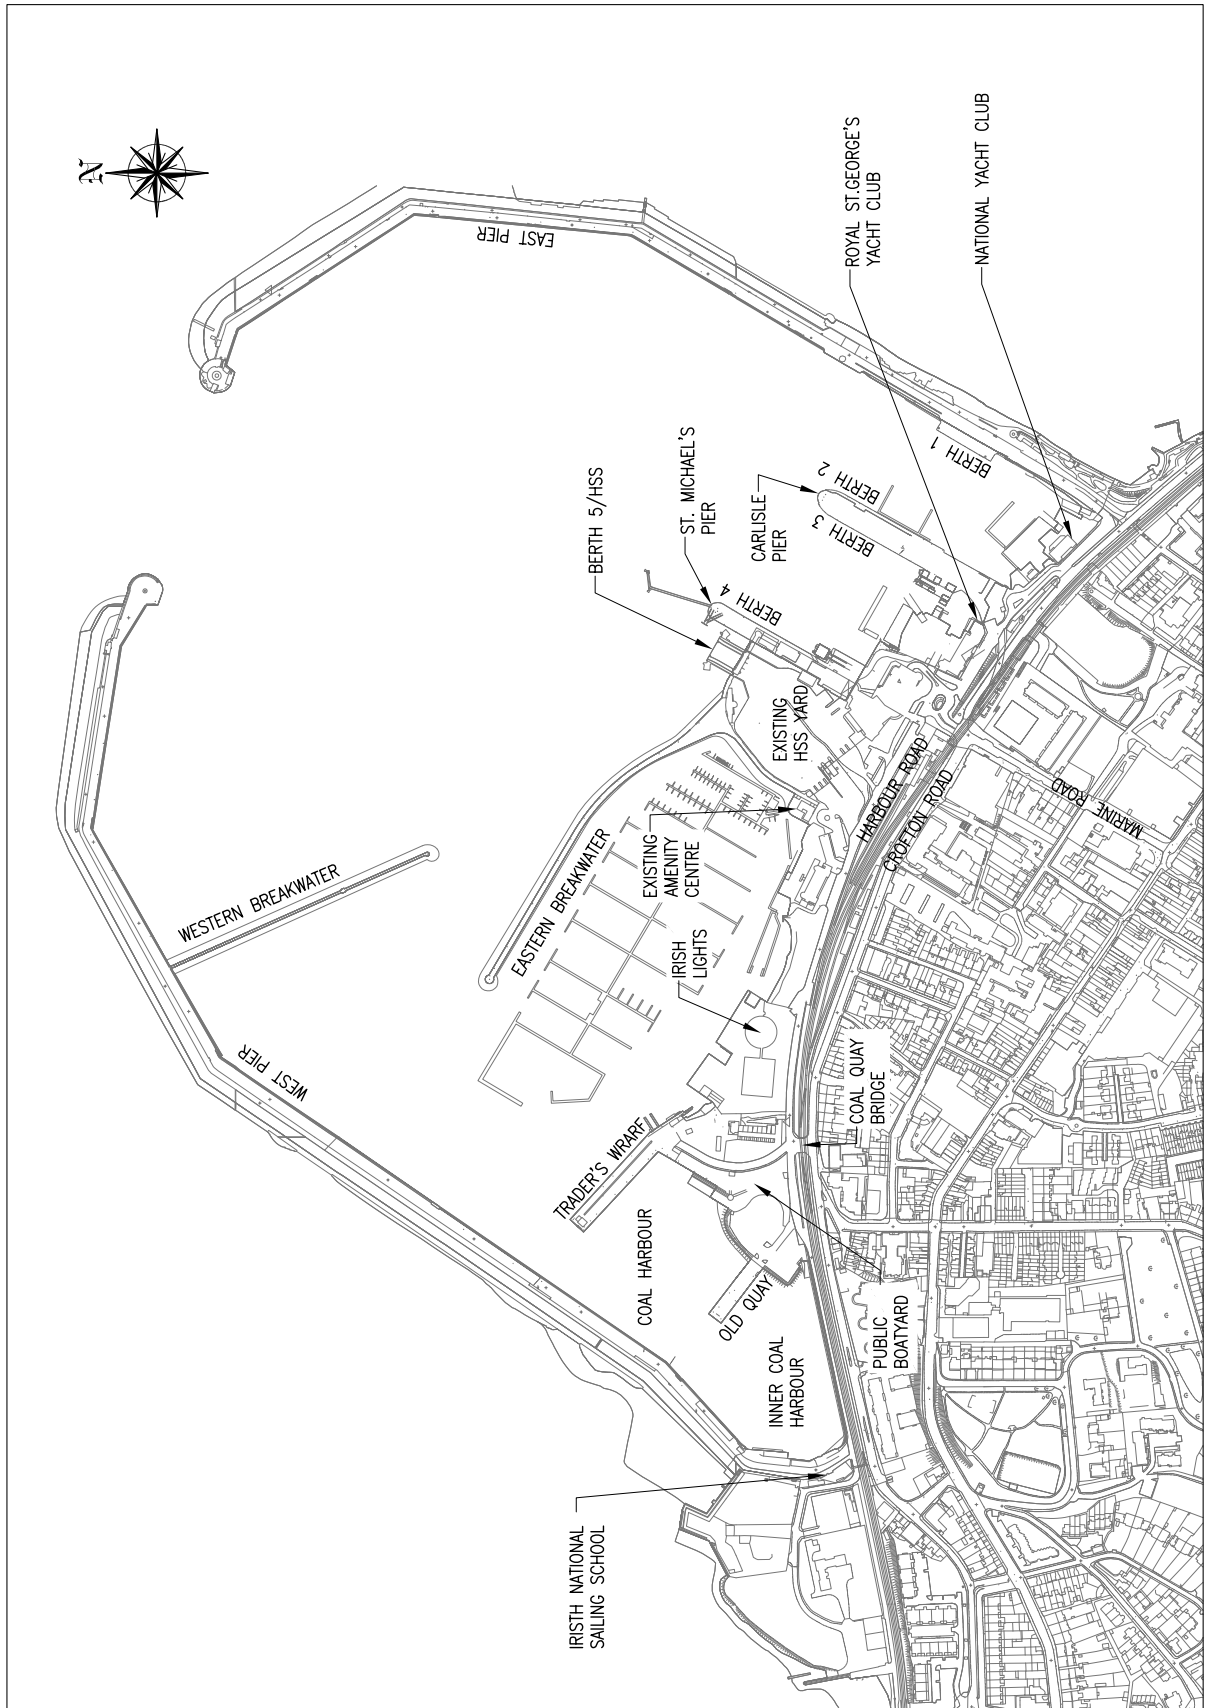 N
EAST PIER
ROYAL ST.GEORGE'S
YACHT CLUB
NATIONAL YACHT CLUB
BERTH 1
BERTH 2
BERTH 3
CARLISLE
PIER
ST. MICHAEL'S
PIER
BERTH 5/HSS
BERTH 4
EXISTING
HSS YARD
HARBOUR ROAD
CROFTON ROAD
MARINE ROAD
EXISTING
AMENITY
CENTRE
EASTERN BREAKWATER
WESTERN BREAKWATER
IRISH
LIGHTS
WEST PIER
COAL QUAY
BRIDGE
TRADER'S WRARF
COAL HARBOUR
OLD QUAY
PUBLIC
BOATYARD
INNER COAL
HARBOUR
IRISTH NATIONAL
SAILING SCHOOL